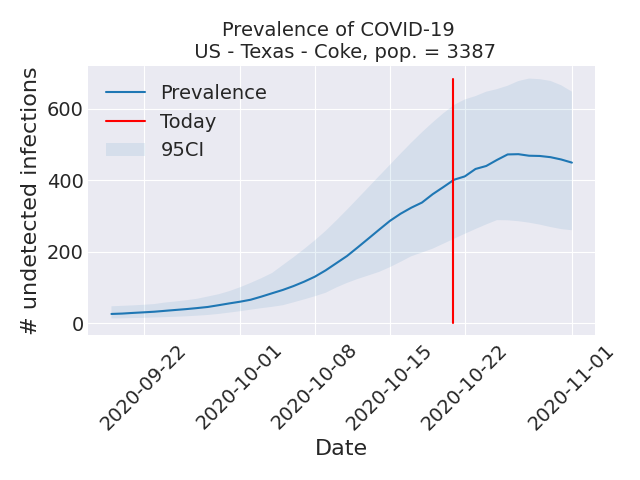 Prevalence of COVID-19
US - Texas - Coke, pop. = 3387
# undetected infections
600
400
200
0
Prevalence
Today
95CI
2020-09-22
2020-10-01
2020-10-08
2020-10-15
2020-10-22
2020-11-01
Date